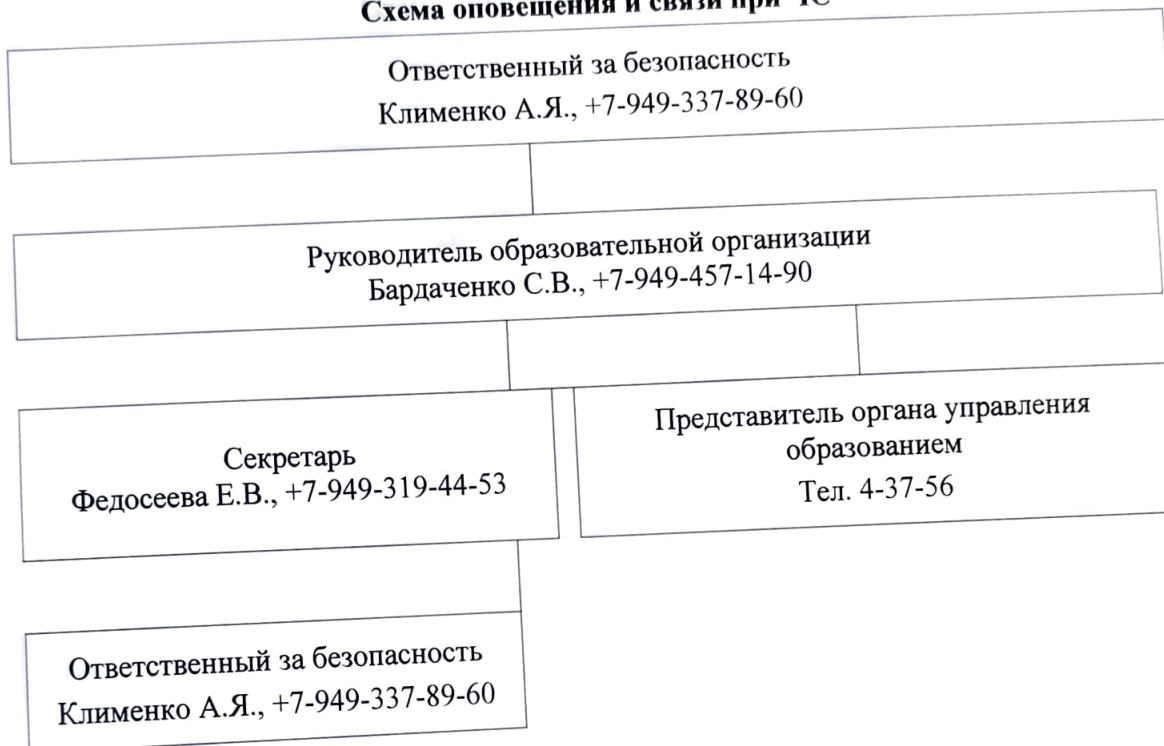 Схема оповещения и связи при ЧС
Ответственный за безопасность
Клименко А.Я., +7-949-337-89-60
Руководитель образовательной организации
Бардаченко С.В., +7-949-457-14-90
Секретарь
Федосеева Е.В., +7-949-319-44-53
Представитель органа управления
образованием
Тел. 4-37-56
Ответственный за безопасность
Клименко А.Я., +7-949-337-89-60